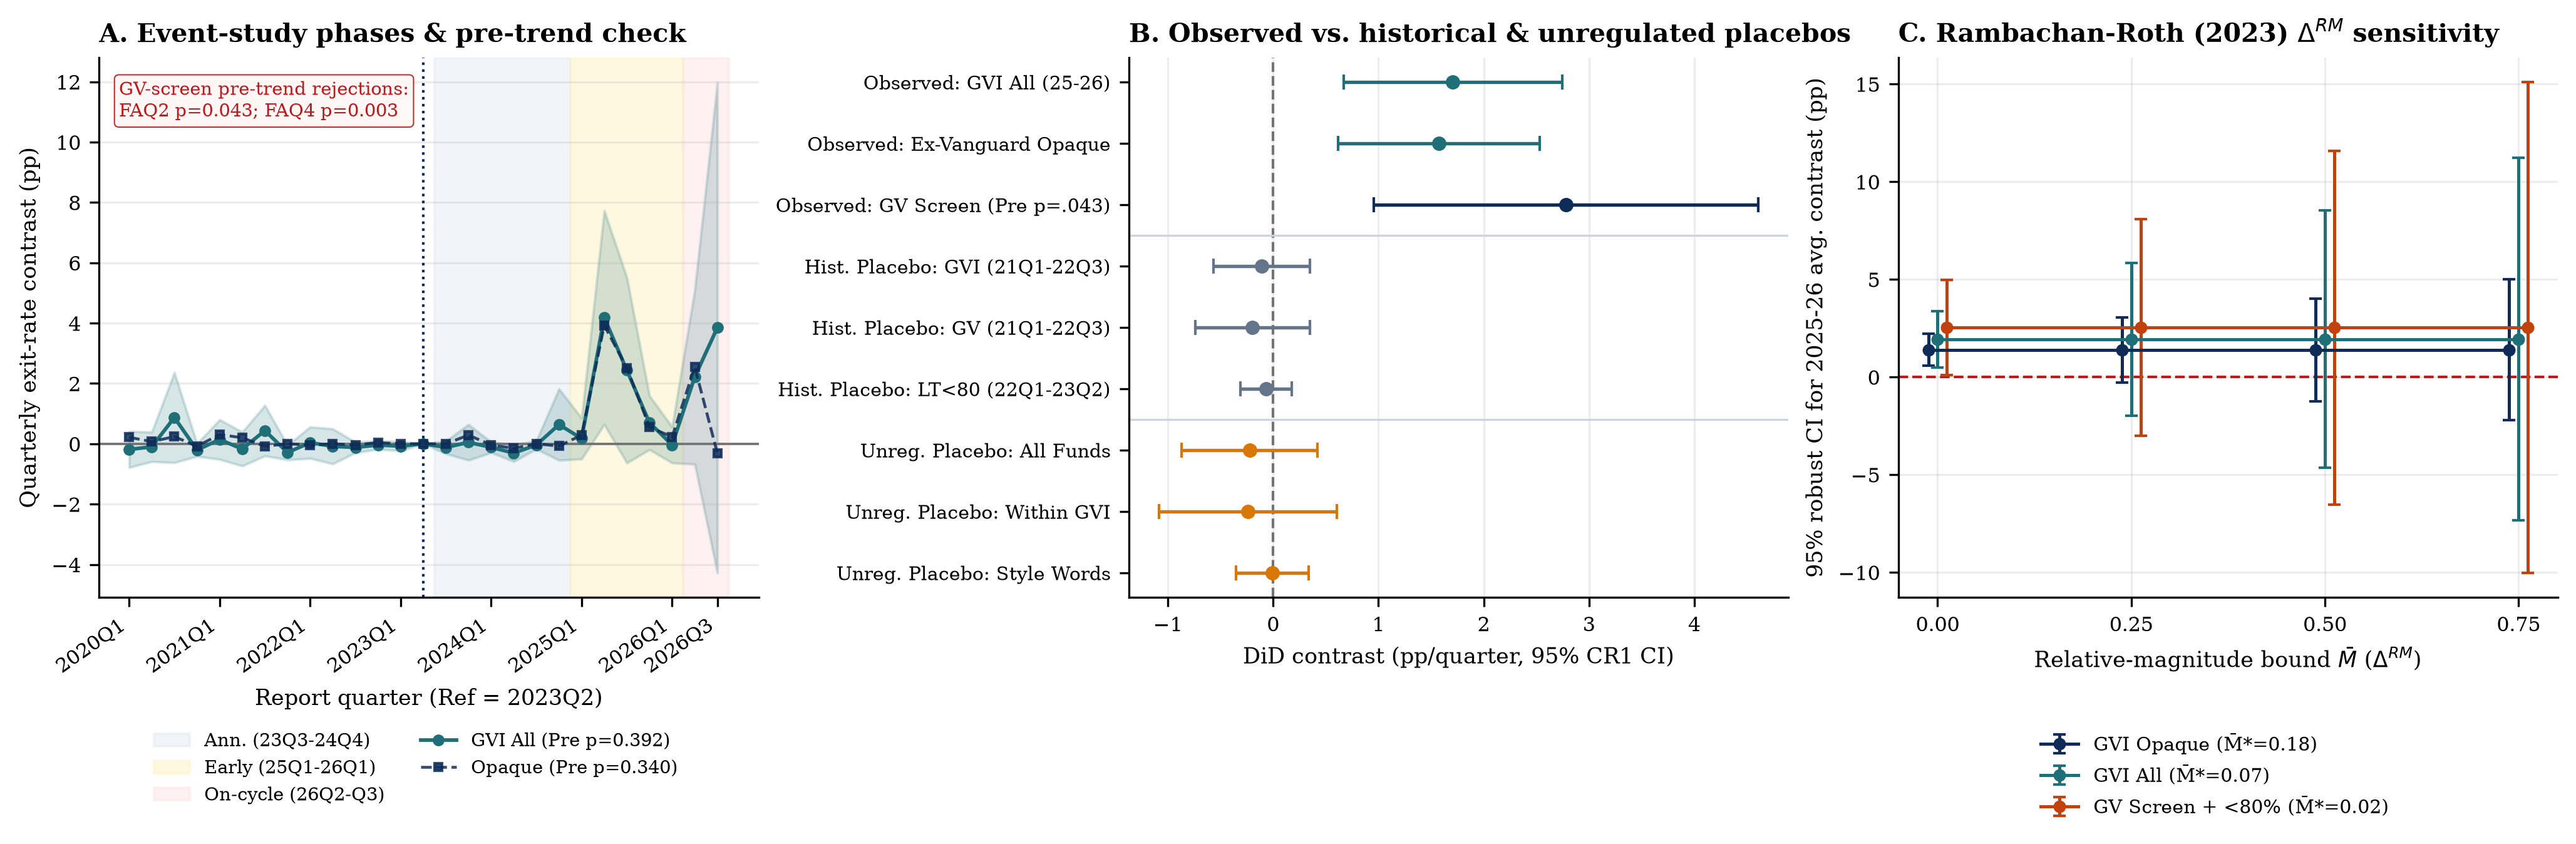 A. Event-study phases & pre-trend check
GV-screen pre-trend rejections:
FAQ2 p=0.043; FAQ4 p=0.003
Quarterly exit-rate contrast (pp)
12
10
8
6
4
2
0
−2
−4
2020Q1
2021Q1
2022Q1
2023Q1
2024Q1
2025Q1
2026Q1
2026Q3
Report quarter (Ref = 2023Q2)
Ann. (23Q3-24Q4)
Early (25Q1-26Q1)
On-cycle (26Q2-Q3)
GVI All (Pre p=0.392)
Opaque (Pre p=0.340)
B. Observed vs. historical & unregulated placebos
Observed: GVI All (25-26)
Observed: Ex-Vanguard Opaque
Observed: GV Screen (Pre p=.043)
Hist. Placebo: GVI (21Q1-22Q3)
Hist. Placebo: GV (21Q1-22Q3)
Hist. Placebo: LT<80 (22Q1-23Q2)
Unreg. Placebo: All Funds
Unreg. Placebo: Within GVI
Unreg. Placebo: Style Words
−1
0
1
2
3
4
DiD contrast (pp/quarter, 95% CR1 CI)
C. Rambachan-Roth (2023) Δ^RM sensitivity
95% robust CI for 2025-26 avg. contrast (pp)
15
10
5
0
−5
−10
0.00
0.25
0.50
0.75
Relative-magnitude bound M̄ (Δ^RM)
GVI Opaque (M̄*=0.18)
GVI All (M̄*=0.07)
GV Screen + <80% (M̄*=0.02)